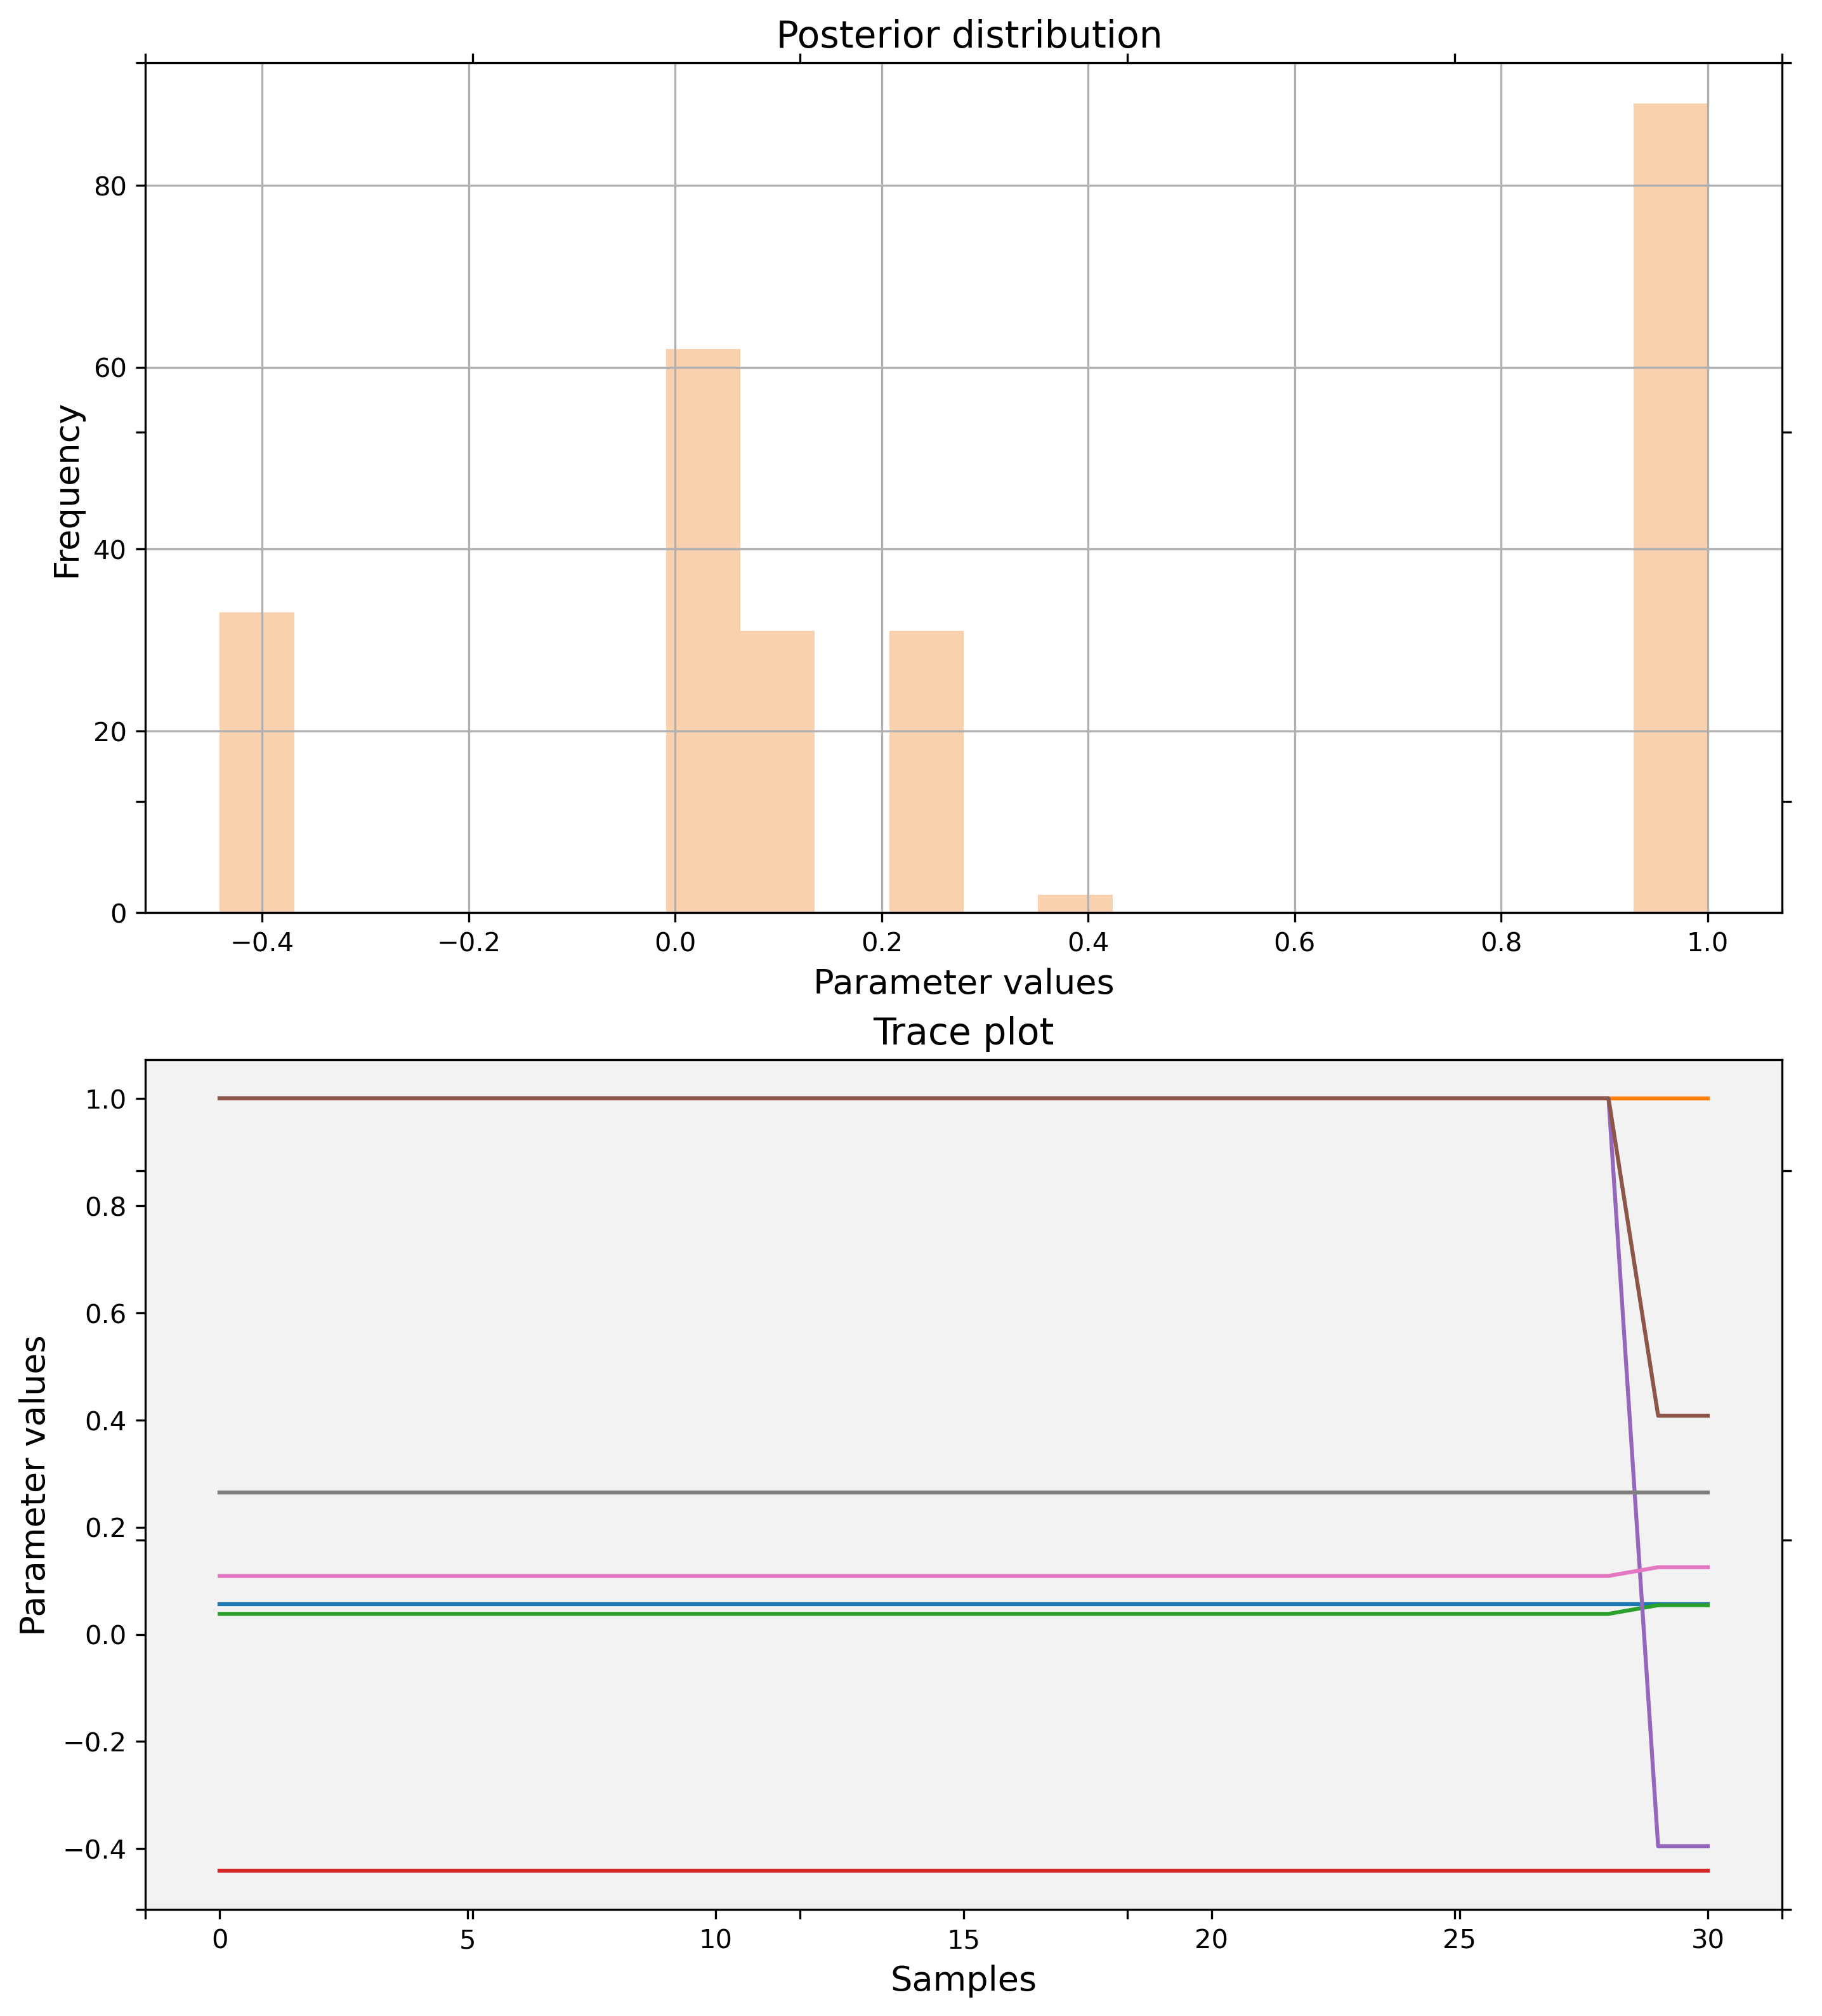 Posterior distribution
80
60
40
20
0
Frequency
−0.4 −0.2 0.0 0.2 0.4 0.6 0.8 1.0
Parameter values
Trace plot
1.0
0.8
0.6
0.4
0.2
0.0
−0.2
−0.4
Parameter values
0 5 10 15 20 25 30
Samples